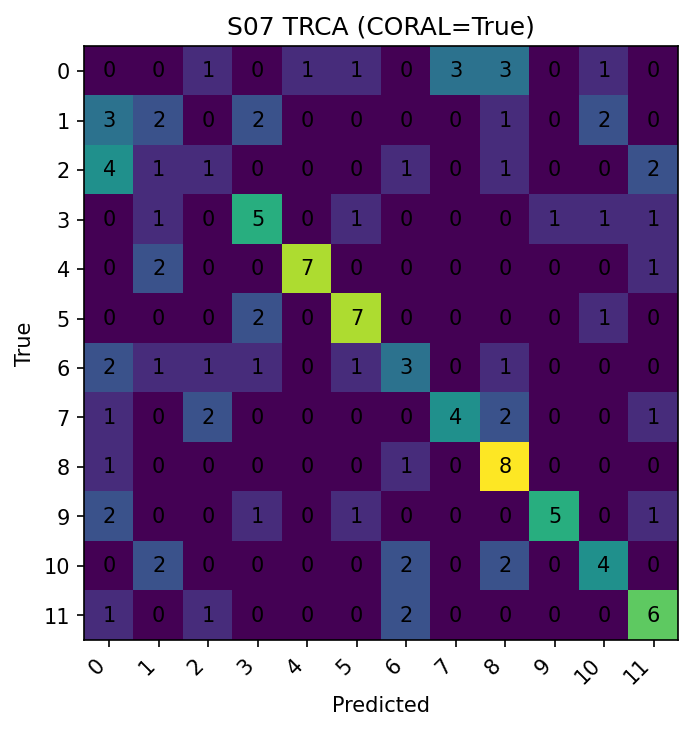 S07 TRCA (CORAL=True)
0 0 0 1 0 1 1 0 3 3 0 1 0
1 3 2 0 2 0 0 0 0 1 0 2 0
2 4 1 1 0 0 0 1 0 1 0 0 2
3 0 1 0 5 0 1 0 0 0 1 1 1
4 0 2 0 0 7 0 0 0 0 0 0 1
5 0 0 0 2 0 7 0 0 0 0 1 0
6 2 1 1 1 0 1 3 0 1 0 0 0
7 1 0 2 0 0 0 0 4 2 0 0 1
8 1 0 0 0 0 0 1 0 8 0 0 0
9 2 0 0 1 0 1 0 0 0 5 0 1
10 0 2 0 0 0 0 2 0 2 0 4 0
11 1 0 1 0 0 0 2 0 0 0 0 6
True
0 1 2 3 4 5 6 7 8 9 10 11
Predicted